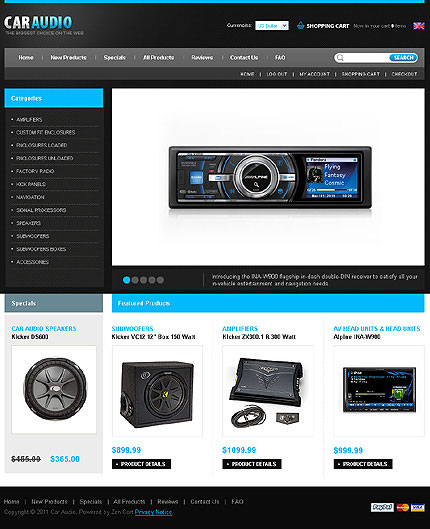 CAR AUDIO
THE BIGGEST CHOICE ON THE WEB
Currencies: US Dollar
SHOPPING CART Now in your cart 0 items
Home New Products Specials All Products Reviews Contact Us FAQ
SEARCH
HOME | LOG OUT | MY ACCOUNT | SHOPPING CART | CHECKOUT
Categories
AMPLIFIERS
CUSTOM FIT ENCLOSURES
ENCLOSURES LOADED
ENCLOSURES UNLOADED
FACTORY RADIO
KICK PANELS
NAVIGATION
SIGNAL PROCESSORS
SPEAKERS
SUBWOOFERS
SUBWOOFERS BOXES
ACCESSORIES
ALPINE
Pandora
Flying
Fantasy
Cosmic
Introducing the INA-W900 flagship in-dash double-DIN receiver to satisfy all your
in-vehicle entertainment and navigation needs.
Specials
Featured Products
CAR AUDIO SPEAKERS
Kicker DS600
$455.00 $365.00
SUBWOOFERS
Kicker VC12 12" Box 150 Watt
$899.99
PRODUCT DETAILS
AMPLIFIERS
Kicker ZX300.1 R 300 Watt
$1099.99
PRODUCT DETAILS
AV HEAD UNITS & HEAD UNITS
Alpine INA-W900
$999.99
PRODUCT DETAILS
Home | New Products | Specials | All Products | Reviews | Contact Us | FAQ
Copyright © 2011 Car Audio. Powered by Zen Cart Privacy Notice
PayPal
VISA